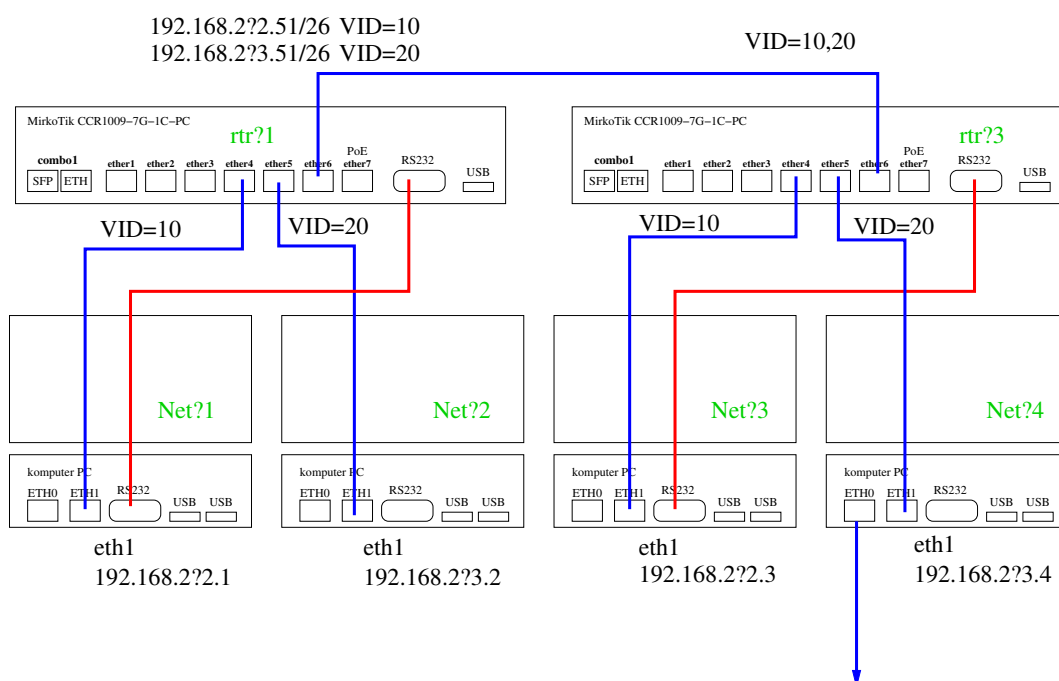 192.168.2?2.51/26 VID=10
192.168.2?3.51/26 VID=20
VID=10,20
MirkoTik CCR1009-7G-1C-PC
rtr?1
combo1
SFP
ETH
ether1
ether2
ether3
ether4
ether5
ether6
PoE
ether7
RS232
USB
MirkoTik CCR1009-7G-1C-PC
rtr?3
combo1
SFP
ETH
ether1
ether2
ether3
ether4
ether5
ether6
PoE
ether7
RS232
USB
VID=10
VID=20
VID=10
VID=20
Net?1
Net?2
Net?3
Net?4
komputer PC
ETH0
ETH1
RS232
USB
USB
komputer PC
ETH0
ETH1
RS232
USB
USB
komputer PC
ETH0
ETH1
RS232
USB
USB
komputer PC
ETH0
ETH1
RS232
USB
USB
eth1
192.168.2?2.1
eth1
192.168.2?3.2
eth1
192.168.2?2.3
eth1
192.168.2?3.4